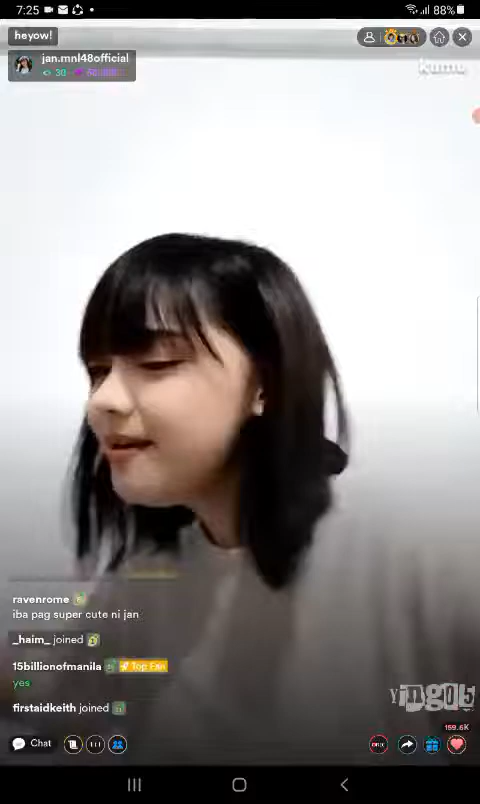 7:25
88%
heyow!
jan.mnl48official
30
kumu
ravenrome
iba pag super cute ni jan
_haim_ joined
15billionofmanila Top Fan
yes
firstaidkeith joined
Ying05
159.6K
Chat